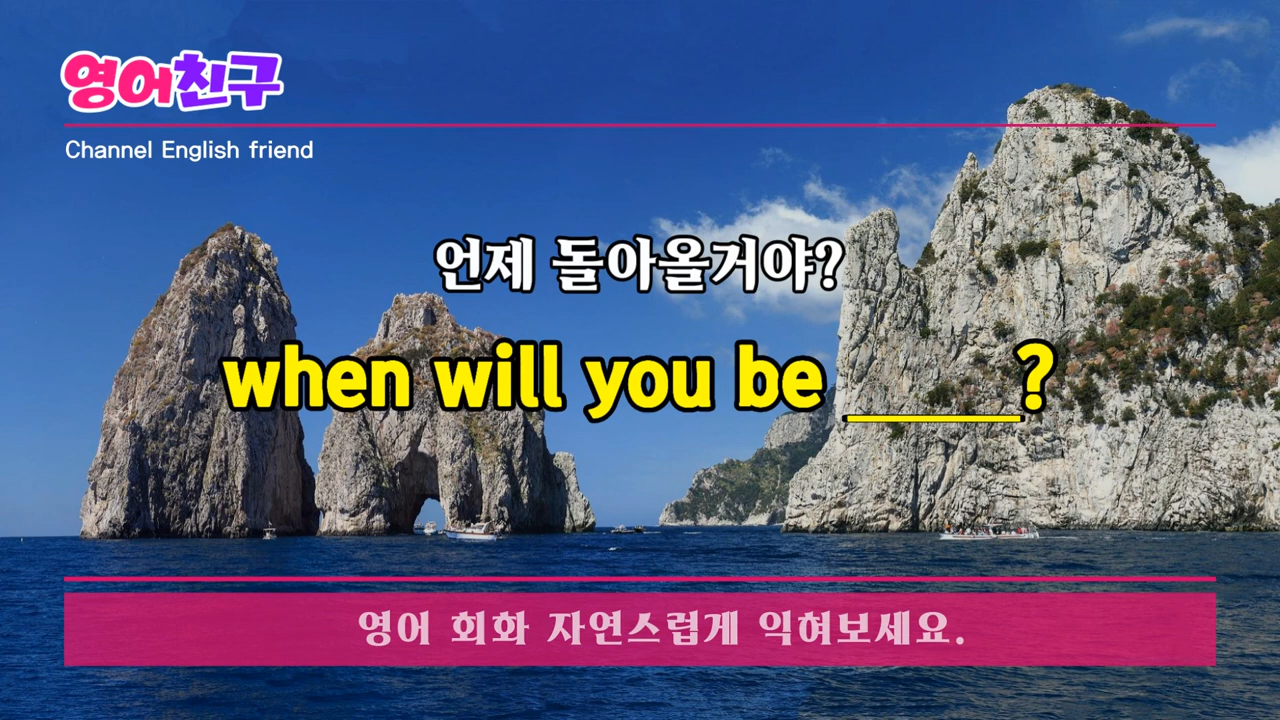 영어친구
Channel English friend
언제 돌아올거야?
when will you be ____?
영어 회화 자연스럽게 익혀보세요.